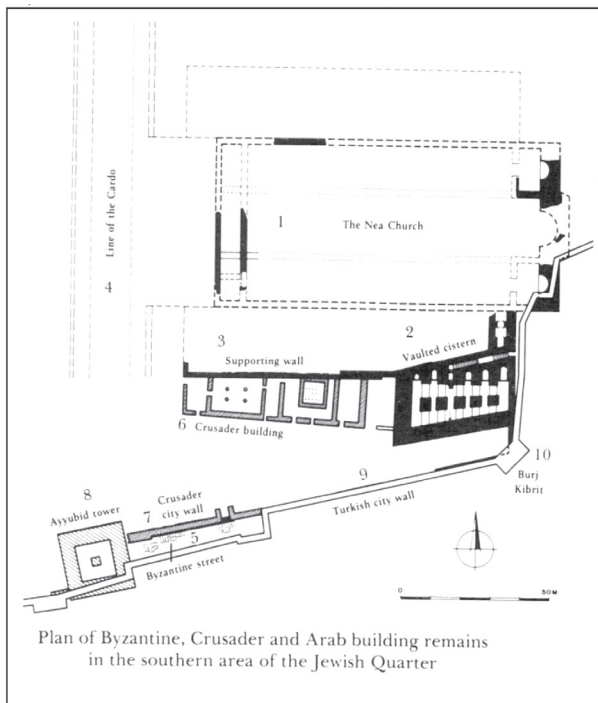 1
The Nea Church
Line of the Cardo
4
2
3
Vaulted cistern
Supporting wall
6 Crusader building
10
9
Burj
Kibrit
8
Turkish city wall
Ayyubid tower
7
Crusader
city wall
5
Byzantine street
0 50 M
Plan of Byzantine, Crusader and Arab building remains
in the southern area of the Jewish Quarter